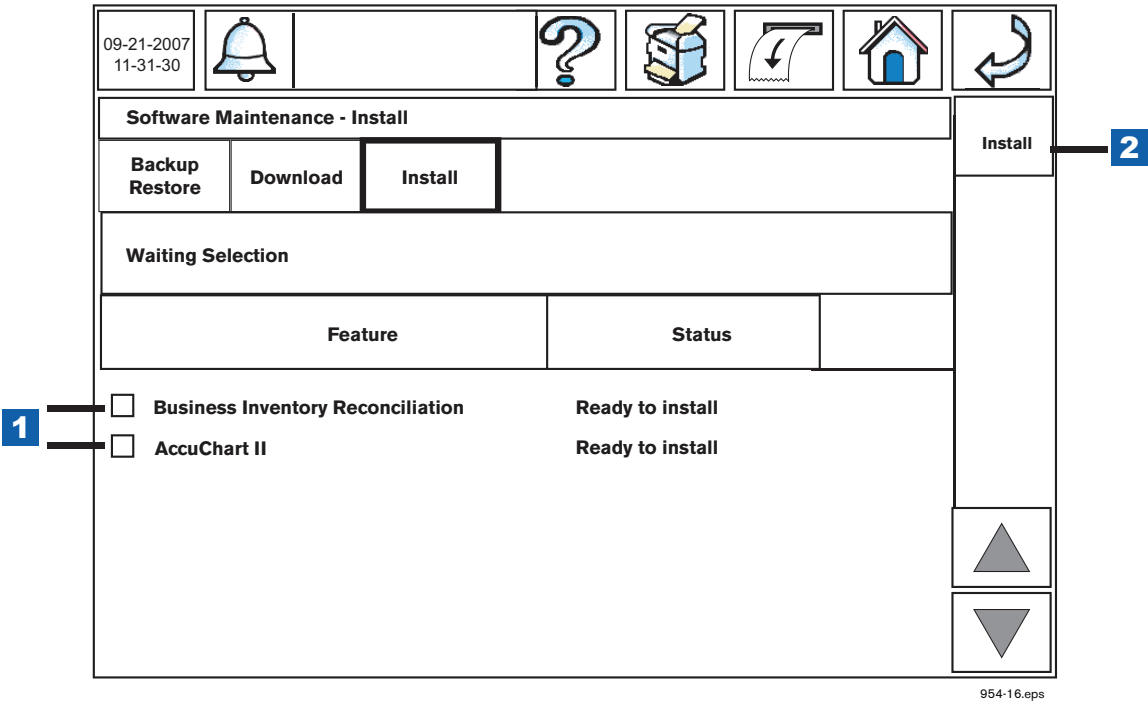 09-21-2007
11-31-30
Software Maintenance - Install
Install
2
Backup
Restore
Download
Install
Waiting Selection
Feature
Status
1
Business Inventory Reconciliation
Ready to install
AccuChart II
Ready to install
954-16.eps